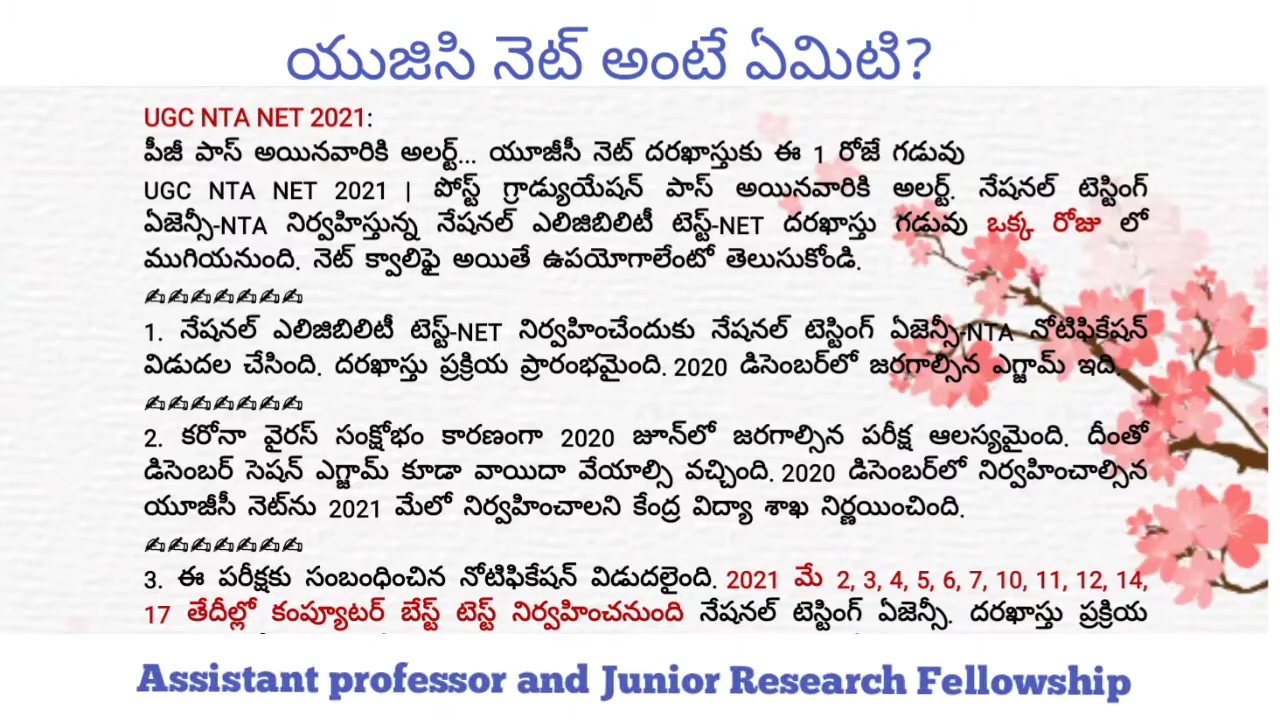 యుజిసి నెట్ అంటే ఏమిటి?
UGC NTA NET 2021:
పీజీ పాస్ అయినవారికి అలర్ట్... యూజీసీ నెట్ దరఖాస్తుకు ఈ 1 రోజే గడువు
UGC NTA NET 2021 | పోస్ట్ గ్రాడ్యుయేషన్ పాస్ అయినవారికి అలర్ట్. నేషనల్ టెస్టింగ్
ఏజెన్సీ-NTA నిర్వహిస్తున్న నేషనల్ ఎలిజిబిలిటీ టెస్ట్-NET దరఖాస్తు గడువు ఒక్క రోజు లో
ముగియనుంది. నెట్ క్వాలిఫై అయితే ఉపయోగాలేంటో తెలుసుకోండి.
✍✍✍✍✍✍✍
1. నేషనల్ ఎలిజిబిలిటీ టెస్ట్-NET నిర్వహించేందుకు నేషనల్ టెస్టింగ్ ఏజెన్సీ-NTA నోటిఫికేషన్
విడుదల చేసింది. దరఖాస్తు ప్రక్రియ ప్రారంభమైంది. 2020 డిసెంబర్‌లో జరగాల్సిన ఎగ్జామ్ ఇది.
✍✍✍✍✍✍✍
2. కరోనా వైరస్ సంక్షోభం కారణంగా 2020 జూన్‌లో జరగాల్సిన పరీక్ష ఆలస్యమైంది. దీంతో
డిసెంబర్ సెషన్ ఎగ్జామ్ కూడా వాయిదా వేయాల్సి వచ్చింది. 2020 డిసెంబర్‌లో నిర్వహించాల్సిన
యూజీసీ నెట్‌ను 2021 మేలో నిర్వహించాలని కేంద్ర విద్యా శాఖ నిర్ణయించింది.
✍✍✍✍✍✍✍
3. ఈ పరీక్షకు సంబంధించిన నోటిఫికేషన్ విడుదలైంది. 2021 మే 2, 3, 4, 5, 6, 7, 10, 11, 12, 14,
17 తేదీల్లో కంప్యూటర్ బేస్డ్ టెస్ట్ నిర్వహించనుంది నేషనల్ టెస్టింగ్ ఏజెన్సీ. దరఖాస్తు ప్రక్రియ
Assistant professor and Junior Research Fellowship